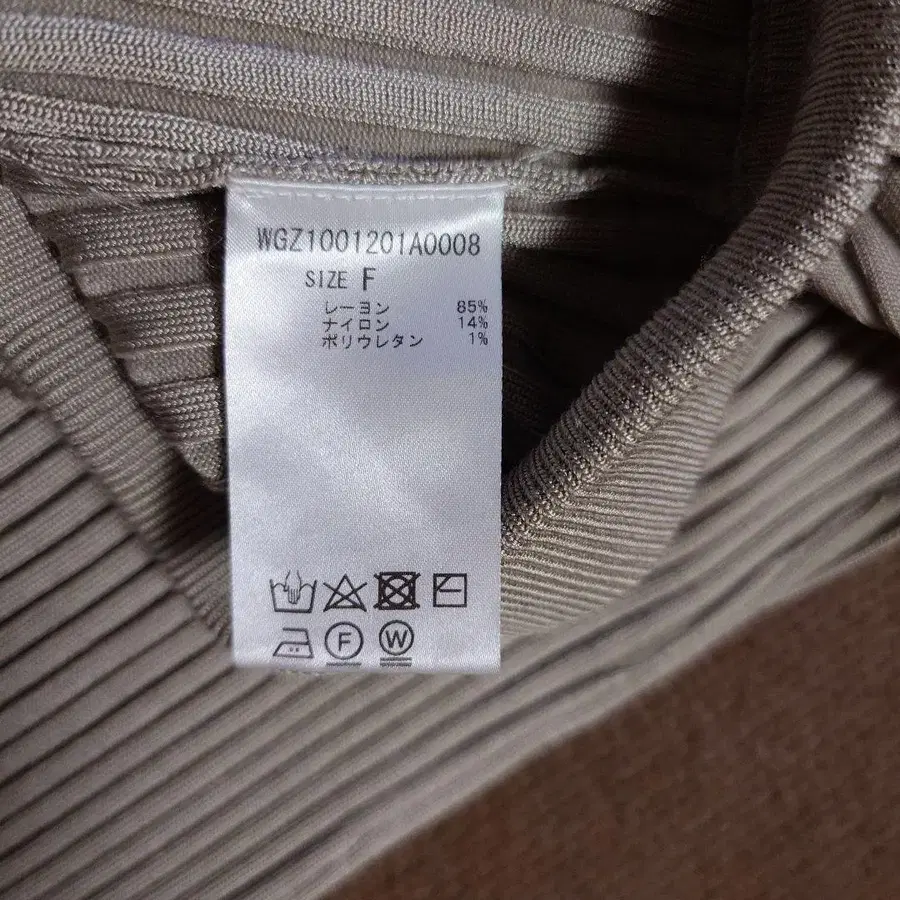 WGZ1001201A0008
SIZE F
レーヨン 85%
ナイロン 14%
ポリウレタン 1%
F W